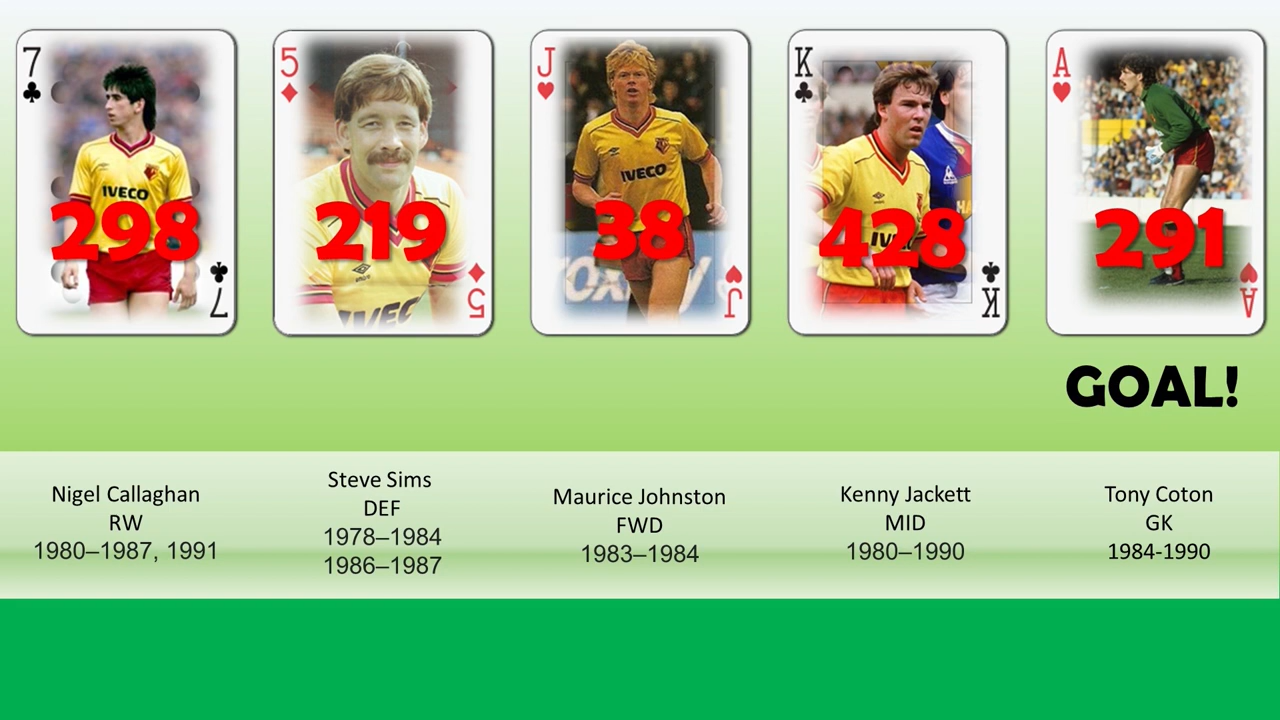 7
5
J
K
A
IVECO
IVECO
298
219
38
428
291
7
5
J
K
A
GOAL!
Nigel Callaghan
RW
1980–1987, 1991
Steve Sims
DEF
1978–1984
1986–1987
Maurice Johnston
FWD
1983–1984
Kenny Jackett
MID
1980–1990
Tony Coton
GK
1984-1990